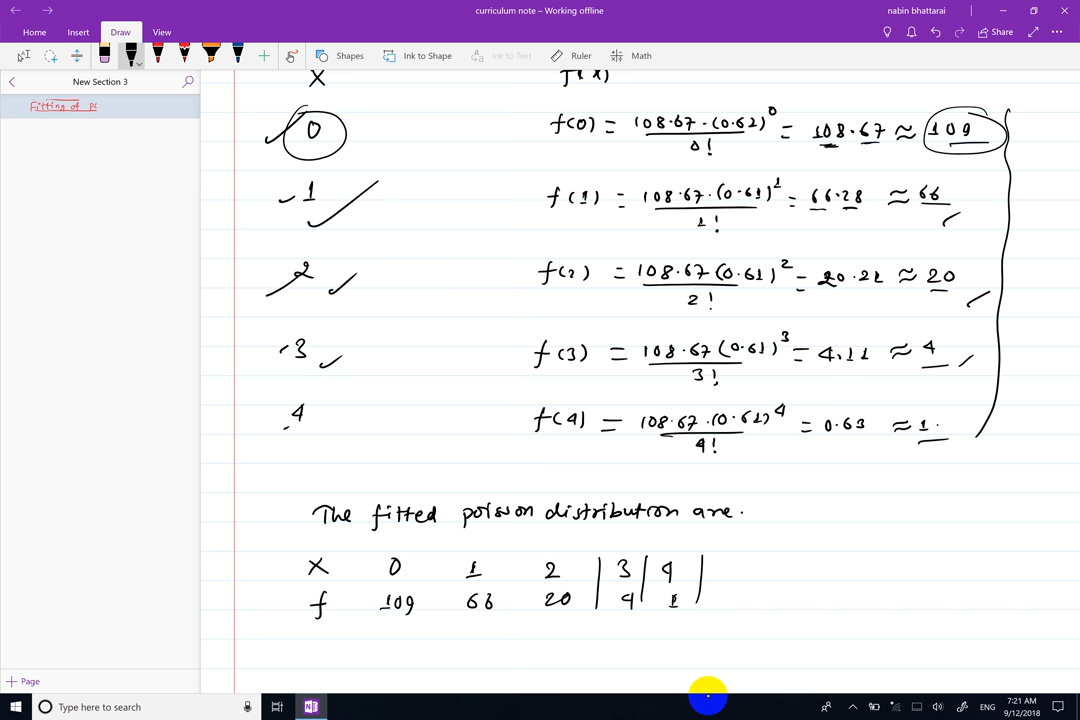 curriculum note – Working offline
nabin bhattarai
Home Insert Draw View
Share
Shapes Ink to Shape Ink to Text Ruler Math
New Section 3
Fitting of
X f(x)
0 f(0) = 108.67.(0.62)^0 / 0! = 108.67 ≈ 109
1 f(1) = 108.67.(0.61)^1 / 1! = 66.28 ≈ 66
2 f(2) = 108.67(0.61)^2 / 2! = 20.21 ≈ 20
3 f(3) = 108.67(0.61)^3 / 3! = 4.11 ≈ 4
4 f(4) = 108.67.(0.61)^4 / 4! = 0.63 ≈ 1.
The fitted poisson distribution are.
X 0 1 2 3 4
f 109 66 20 4 1
+ Page
Type here to search
ENG
7:21 AM
9/12/2018